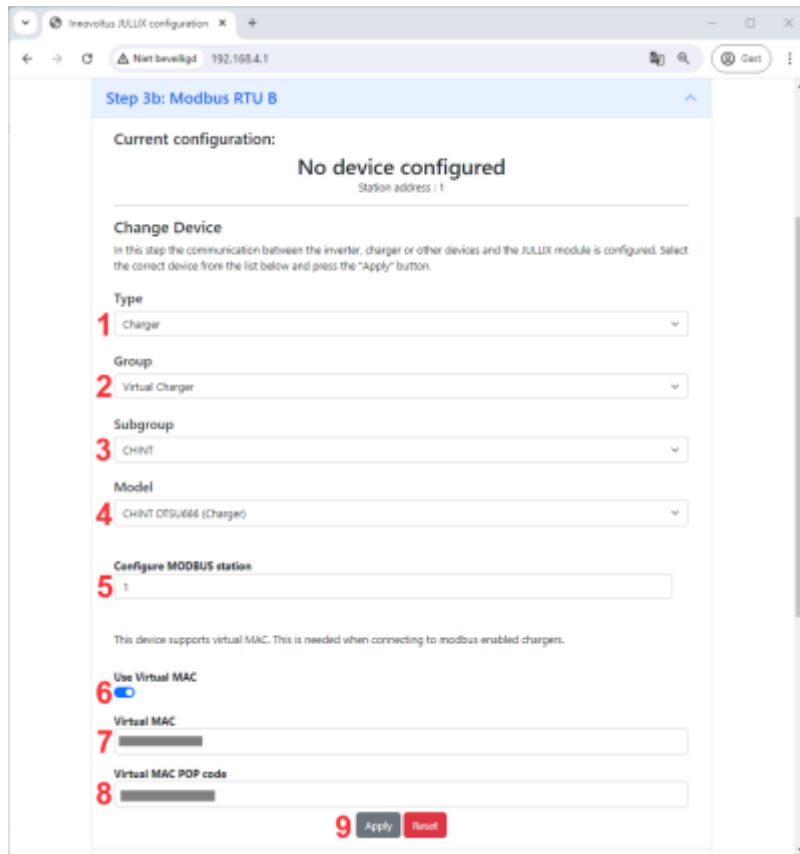 Innovoltus JULLIX configuration
Niet beveiligd 192.168.4.1
Gast
Step 3b: Modbus RTU B
Current configuration:
No device configured
Station address : 1
Change Device
In this step the communication between the inverter, charger or other devices and the JULLIX module is configured. Select
the correct device from the list below and press the "Apply" button.
Type
1 Charger
Group
2 Virtual Charger
Subgroup
3 CHINT
Model
4 CHINT DTSU666 (Charger)
Configure MODBUS station
5 1
This device supports virtual MAC. This is needed when connecting to modbus enabled chargers.
Use Virtual MAC
6
Virtual MAC
7
Virtual MAC POP code
8
9 Apply Reset